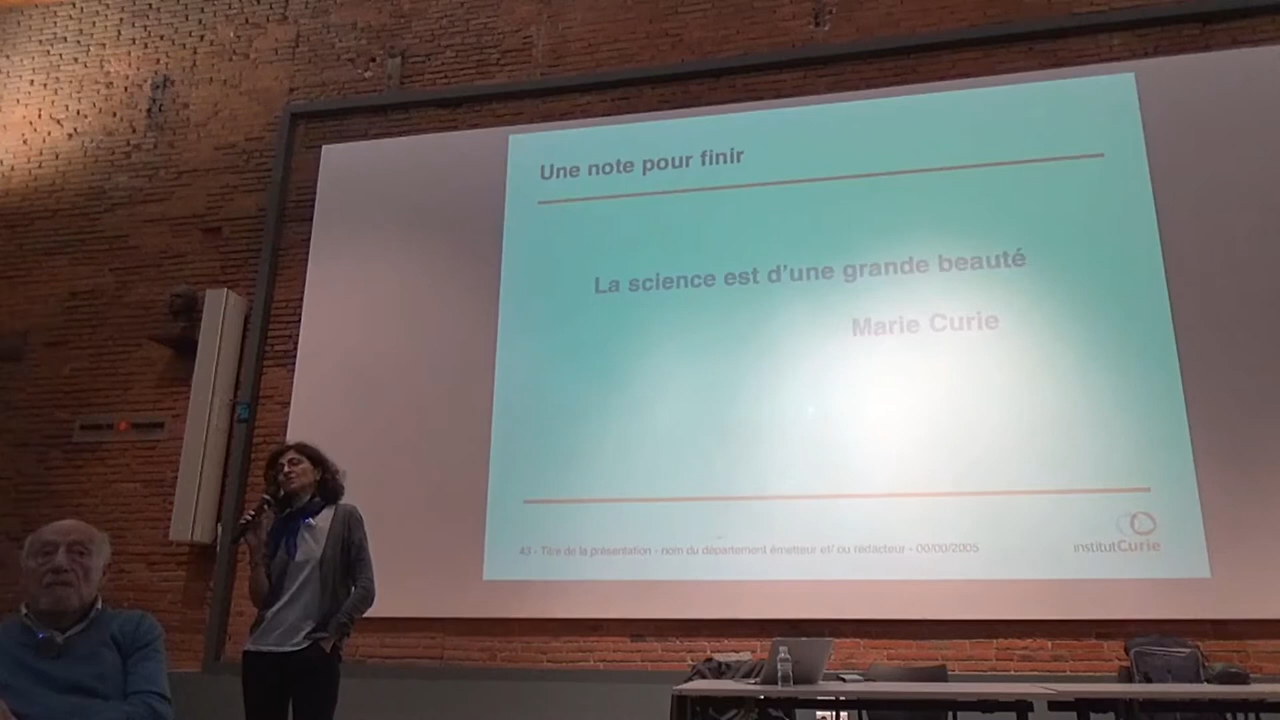 Une note pour finir
La science est d'une grande beauté
Marie Curie
43 - Titre de la présentation - nom du département émetteur et/ ou rédacteur - 00/00/2005
institutCurie